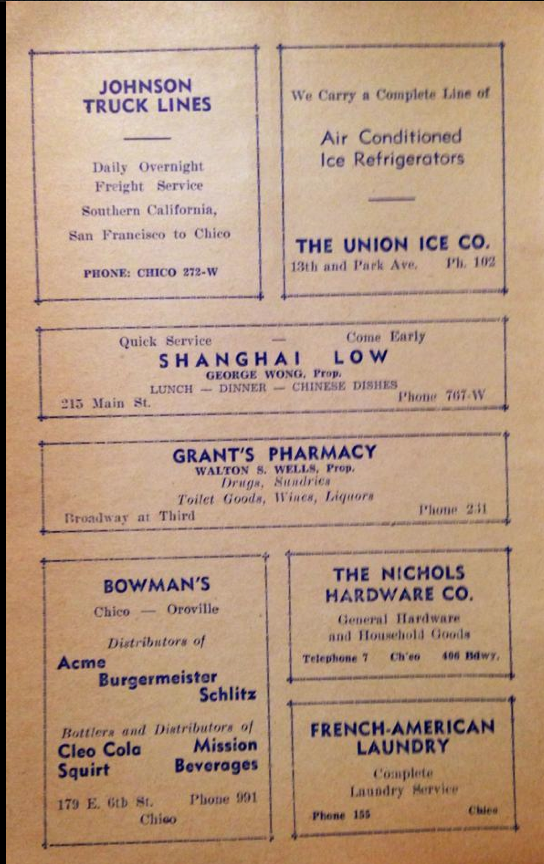 JOHNSON
TRUCK LINES
Daily Overnight
Freight Service
Southern California,
San Francisco to Chico
PHONE: CHICO 272-W
We Carry a Complete Line of
Air Conditioned
Ice Refrigerators
THE UNION ICE CO.
13th and Park Ave. Ph. 102
Quick Service — Come Early
SHANGHAI LOW
GEORGE WONG, Prop.
LUNCH — DINNER — CHINESE DISHES
215 Main St. Phone 767-W
GRANT'S PHARMACY
WALTON S. WELLS, Prop.
Drugs, Sundries
Toilet Goods, Wines, Liquors
Broadway at Third Phone 231
BOWMAN'S
Chico — Oroville
Distributors of
Acme
Burgermeister
Schlitz
Bottlers and Distributors of
Cleo Cola Mission
Squirt Beverages
179 E. 6th St. Phone 991
Chico
THE NICHOLS
HARDWARE CO.
General Hardware
and Household Goods
Telephone 7 Chico 406 Bdwy.
FRENCH-AMERICAN
LAUNDRY
Complete
Laundry Service
Phone 155 Chico